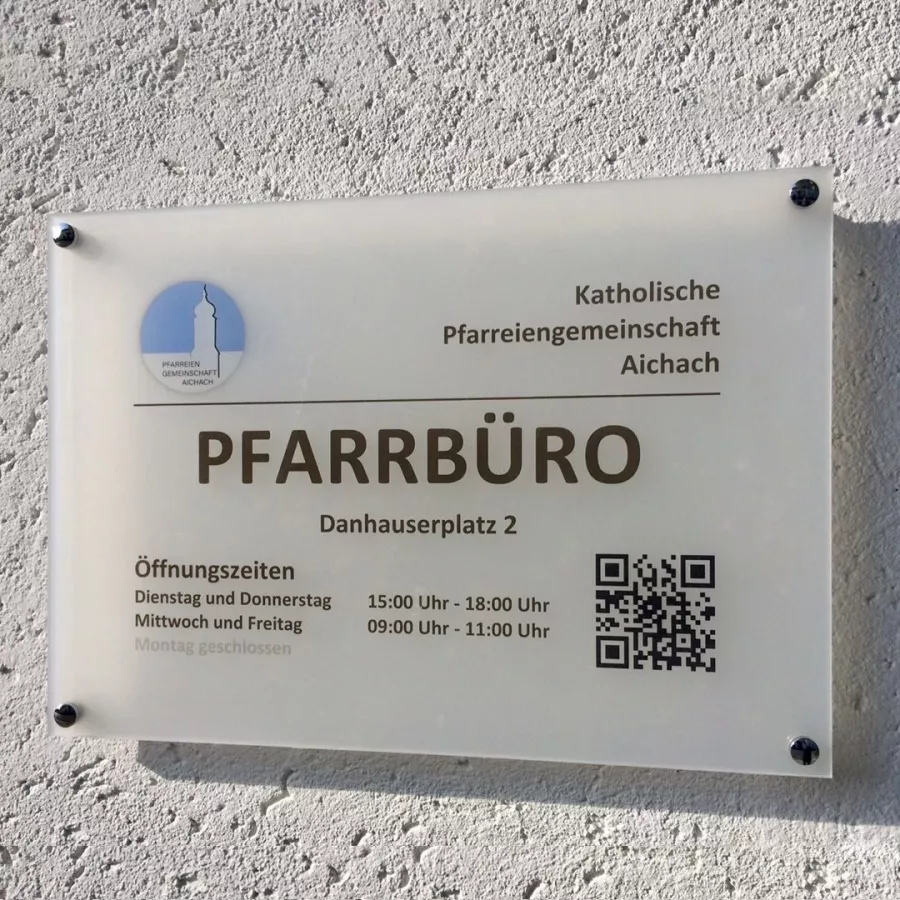 Katholische
Pfarreiengemeinschaft
Aichach
PFARREIEN
GEMEINSCHAFT
AICHACH
PFARRBÜRO
Danhauserplatz 2
Öffnungszeiten
Dienstag und Donnerstag 15:00 Uhr - 18:00 Uhr
Mittwoch und Freitag 09:00 Uhr - 11:00 Uhr
Montag geschlossen